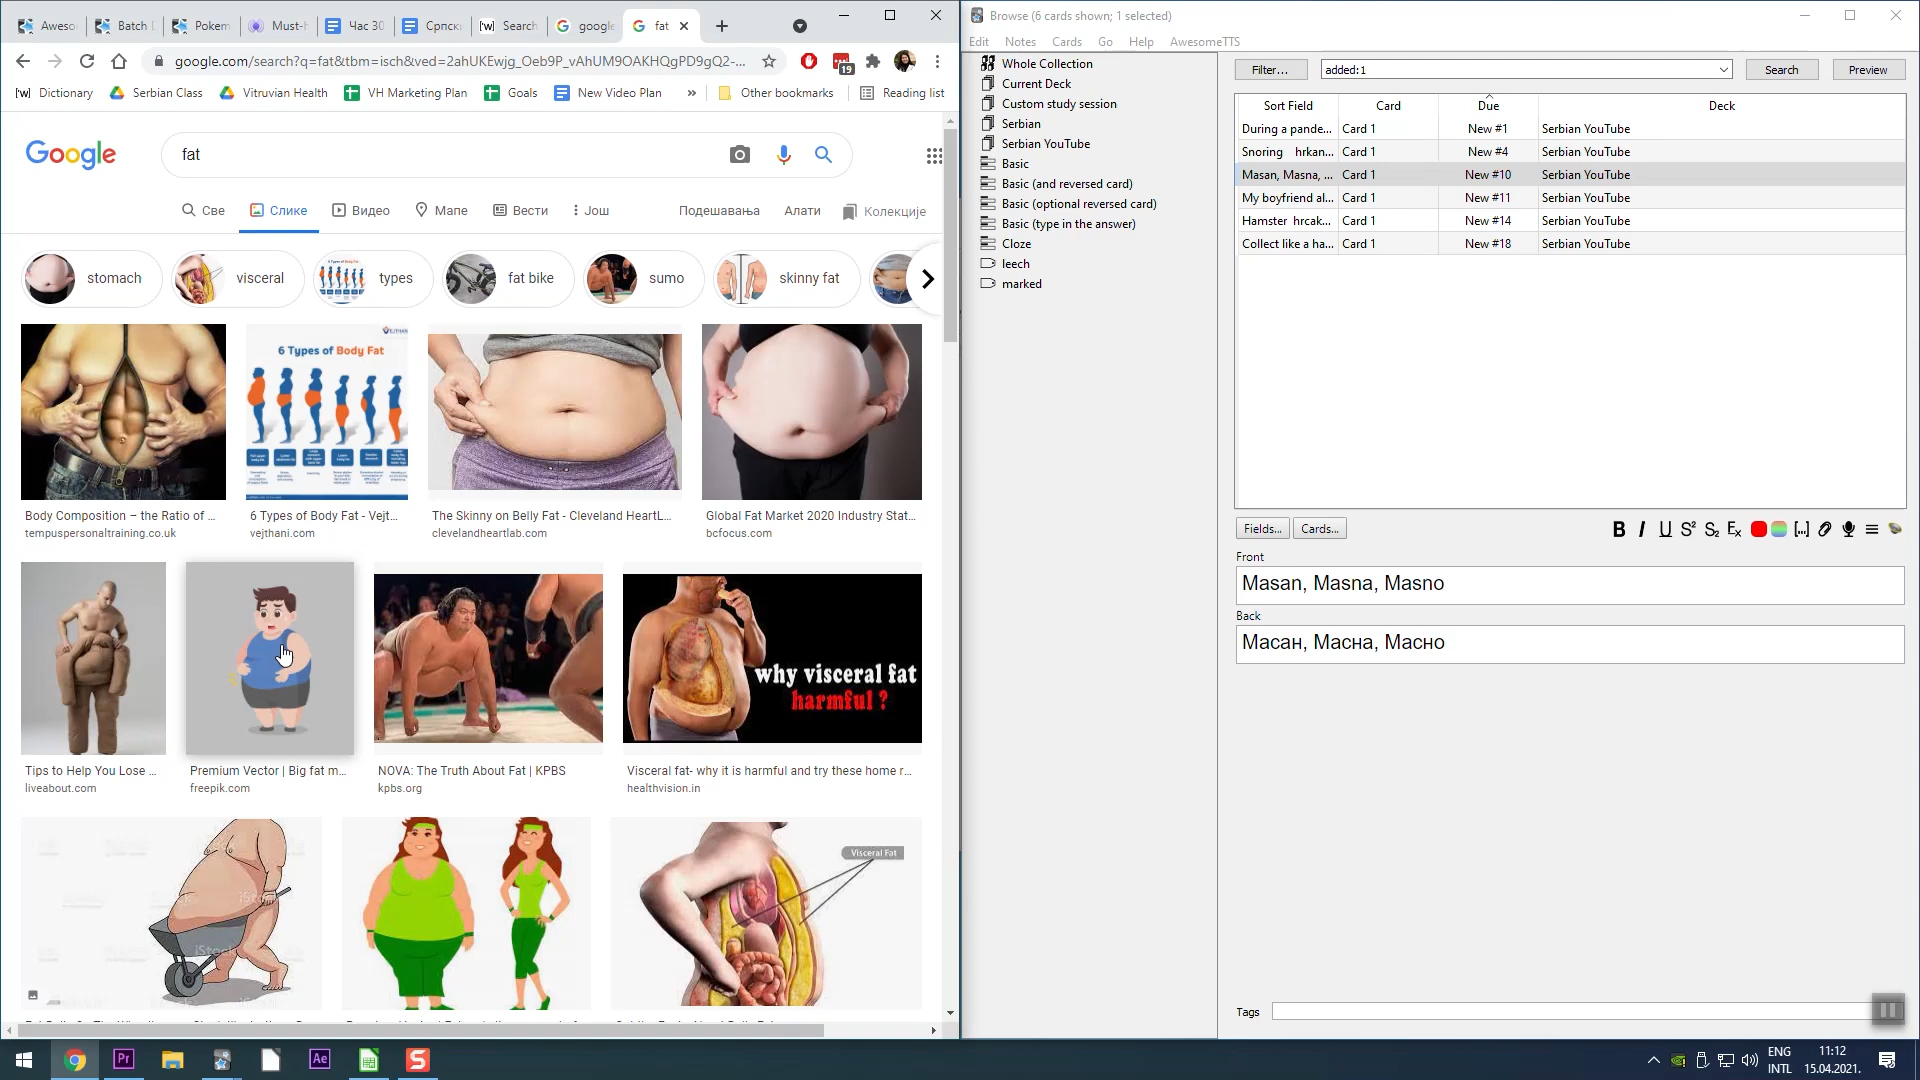 Aweso
Batch
Pokem
Must-
Час 30
Српск
Search
google
fat
google.com/search?q=fat&tbm=isch&ved=2ahUKEwjg_Oeb9P_vAhUM9OAKHQgPD9gQ2-...
19
Dictionary
Serbian Class
Vitruvian Health
VH Marketing Plan
Goals
New Video Plan
»
Other bookmarks
Reading list
Google
fat
Све
Слике
Видео
Мапе
Вести
Још
Подешавања
Алати
Колекције
stomach
visceral
types
fat bike
sumo
skinny fat
6 Types of Body Fat
Body Composition – the Ratio of ...
tempuspersonaltraining.co.uk
6 Types of Body Fat - Vejt...
vejthani.com
The Skinny on Belly Fat - Cleveland HeartL...
clevelandheartlab.com
Global Fat Market 2020 Industry Stat...
bcfocus.com
why visceral fat
harmful ?
Tips to Help You Lose ...
liveabout.com
Premium Vector | Big fat m...
freepik.com
NOVA: The Truth About Fat | KPBS
kpbs.org
Visceral fat- why it is harmful and try these home r...
healthvision.in
iStock
Visceral Fat
Browse (6 cards shown; 1 selected)
Edit Notes Cards Go Help AwesomeTTS
Whole Collection
Current Deck
Custom study session
Serbian
Serbian YouTube
Basic
Basic (and reversed card)
Basic (optional reversed card)
Basic (type in the answer)
Cloze
leech
marked
Filter...
added:1
Search
Preview
Sort Field Card Due Deck
During a pande... Card 1 New #1 Serbian YouTube
Snoring hrkan... Card 1 New #4 Serbian YouTube
Masan, Masna, ... Card 1 New #10 Serbian YouTube
My boyfriend al... Card 1 New #11 Serbian YouTube
Hamster hrcak... Card 1 New #14 Serbian YouTube
Collect like a ha... Card 1 New #18 Serbian YouTube
Fields...
Cards...
B I U S² S₂ Ex [...]
Front
Masan, Masna, Masno
Back
Масан, Масна, Масно
Tags
Pr
Ae
S
ENG
INTL
11:12
15.04.2021.